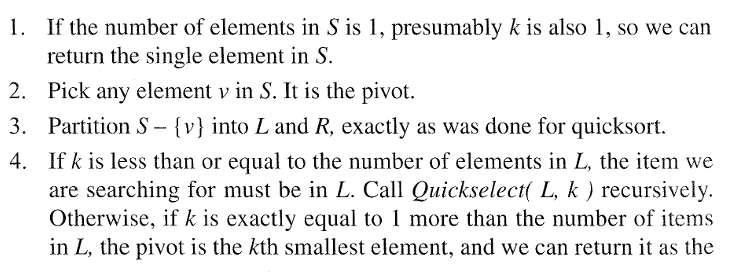 1. If the number of elements in S is 1, presumably k is also 1, so we can
return the single element in S.
2. Pick any element v in S. It is the pivot.
3. Partition S – {v} into L and R, exactly as was done for quicksort.
4. If k is less than or equal to the number of elements in L, the item we
are searching for must be in L. Call Quickselect( L, k ) recursively.
Otherwise, if k is exactly equal to 1 more than the number of items
in L, the pivot is the kth smallest element, and we can return it as the